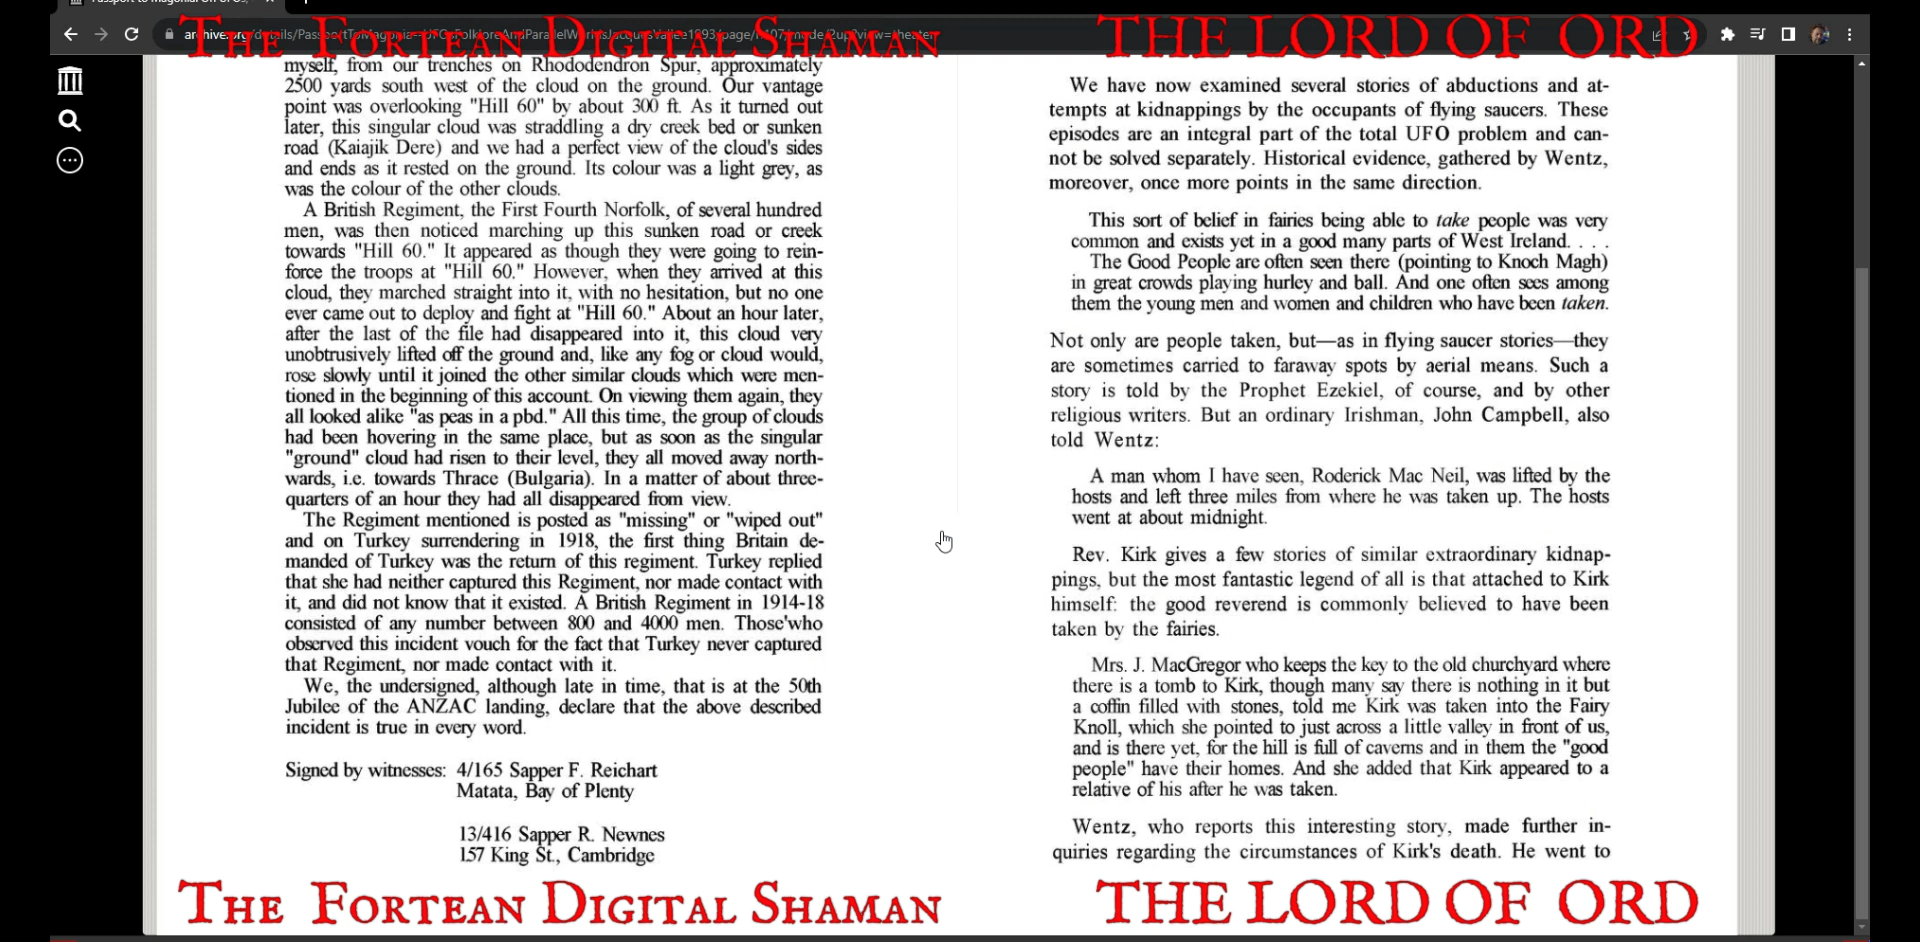 Passport to Magonia: On UFOs,
archive.org/details/PassportToMagonia--UFOsFolkloreAndParallelWorldsJacquesVallee1993/page/n107/mode/2up?view=theater
THE FORTEAN DIGITAL SHAMAN
THE LORD OF ORD
myself, from our trenches on Rhododendron Spur, approximately
2500 yards south west of the cloud on the ground. Our vantage
point was overlooking "Hill 60" by about 300 ft. As it turned out
later, this singular cloud was straddling a dry creek bed or sunken
road (Kaiajik Dere) and we had a perfect view of the cloud's sides
and ends as it rested on the ground. Its colour was a light grey, as
was the colour of the other clouds.
A British Regiment, the First Fourth Norfolk, of several hundred
men, was then noticed marching up this sunken road or creek
towards "Hill 60." It appeared as though they were going to rein-
force the troops at "Hill 60." However, when they arrived at this
cloud, they marched straight into it, with no hesitation, but no one
ever came out to deploy and fight at "Hill 60." About an hour later,
after the last of the file had disappeared into it, this cloud very
unobtrusively lifted off the ground and, like any fog or cloud would,
rose slowly until it joined the other similar clouds which were men-
tioned in the beginning of this account. On viewing them again, they
all looked alike "as peas in a pbd." All this time, the group of clouds
had been hovering in the same place, but as soon as the singular
"ground" cloud had risen to their level, they all moved away north-
wards, i.e. towards Thrace (Bulgaria). In a matter of about three-
quarters of an hour they had all disappeared from view.
The Regiment mentioned is posted as "missing" or "wiped out"
and on Turkey surrendering in 1918, the first thing Britain de-
manded of Turkey was the return of this regiment. Turkey replied
that she had neither captured this Regiment, nor made contact with
it, and did not know that it existed. A British Regiment in 1914-18
consisted of any number between 800 and 4000 men. Those'who
observed this incident vouch for the fact that Turkey never captured
that Regiment, nor made contact with it.
We, the undersigned, although late in time, that is at the 50th
Jubilee of the ANZAC landing, declare that the above described
incident is true in every word.
Signed by witnesses: 4/165 Sapper F. Reichart
Matata, Bay of Plenty
13/416 Sapper R. Newnes
157 King St., Cambridge
We have now examined several stories of abductions and at-
tempts at kidnappings by the occupants of flying saucers. These
episodes are an integral part of the total UFO problem and can-
not be solved separately. Historical evidence, gathered by Wentz,
moreover, once more points in the same direction.
This sort of belief in fairies being able to take people was very
common and exists yet in a good many parts of West Ireland. . . .
The Good People are often seen there (pointing to Knoch Magh)
in great crowds playing hurley and ball. And one often sees among
them the young men and women and children who have been taken.
Not only are people taken, but—as in flying saucer stories—they
are sometimes carried to faraway spots by aerial means. Such a
story is told by the Prophet Ezekiel, of course, and by other
religious writers. But an ordinary Irishman, John Campbell, also
told Wentz:
A man whom I have seen, Roderick Mac Neil, was lifted by the
hosts and left three miles from where he was taken up. The hosts
went at about midnight.
Rev. Kirk gives a few stories of similar extraordinary kidnap-
pings, but the most fantastic legend of all is that attached to Kirk
himself: the good reverend is commonly believed to have been
taken by the fairies.
Mrs. J. MacGregor who keeps the key to the old churchyard where
there is a tomb to Kirk, though many say there is nothing in it but
a coffin filled with stones, told me Kirk was taken into the Fairy
Knoll, which she pointed to just across a little valley in front of us,
and is there yet, for the hill is full of caverns and in them the "good
people" have their homes. And she added that Kirk appeared to a
relative of his after he was taken.
Wentz, who reports this interesting story, made further in-
quiries regarding the circumstances of Kirk's death. He went to
THE FORTEAN DIGITAL SHAMAN
THE LORD OF ORD